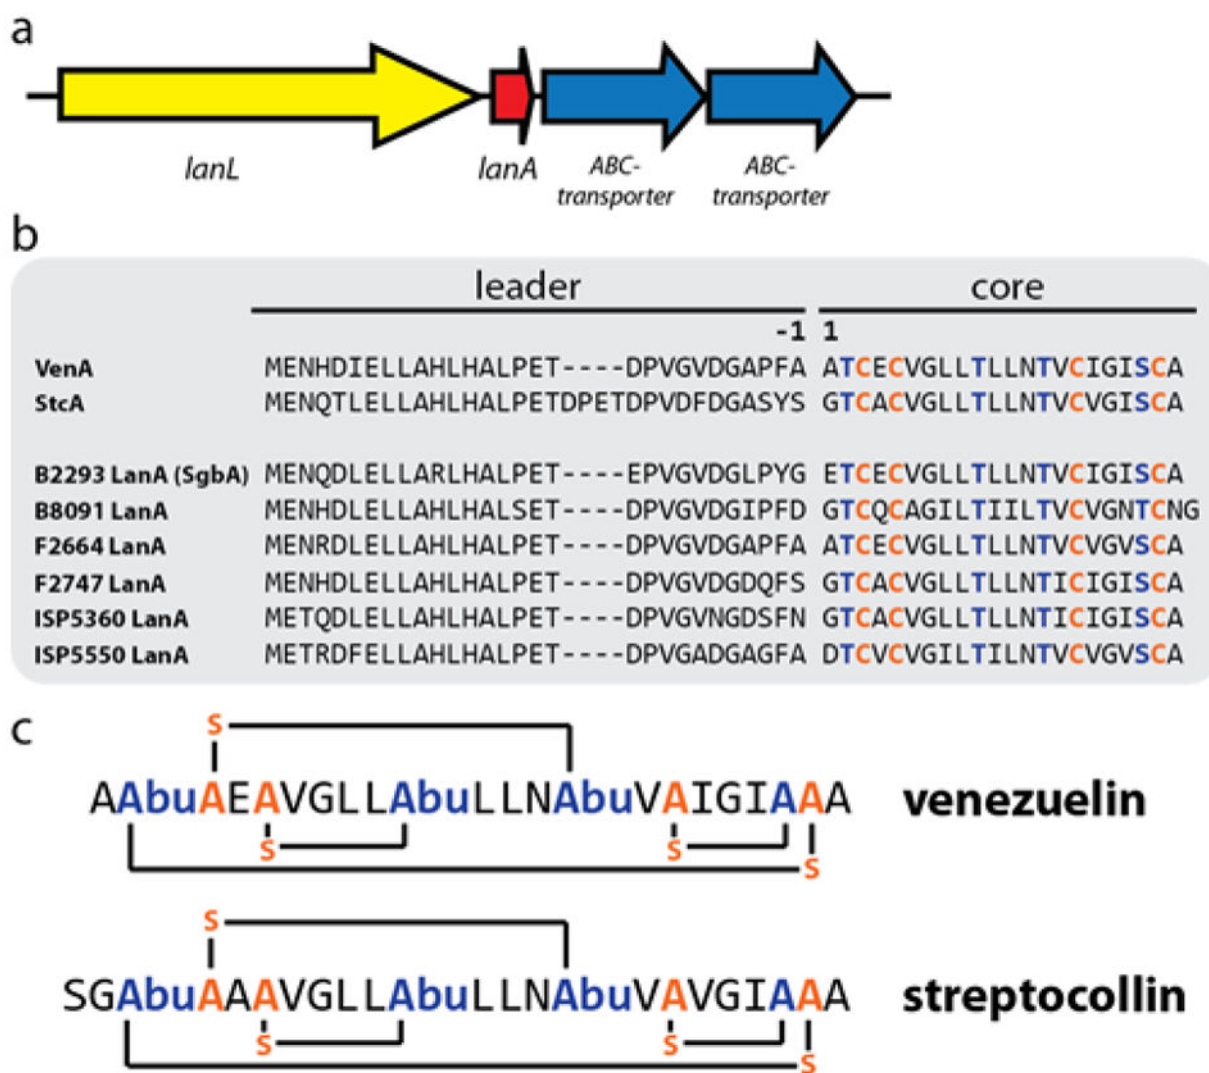 a
lanL
lanA
ABC-
transporter
ABC-
transporter
b
leader core
-1 1
VenA MENHDIELLAHLHALPET----DPVGVDGAPFA ATCECVGLLTLLNTVCIGISCA
StcA MENQTLELLAHLHALPETDPETDPVDFDGASYS GTCACVGLLTLLNTVCVGISCA
B2293 LanA (SgbA) MENQDLELLARLHALPET----EPVGVDGLPYG ETCECVGLLTLLNTVCIGISCA
B8091 LanA MENHDLELLAHLHALSET----DPVGVDGIPFD GTCQCAGILTIILTVCVGNTCNG
F2664 LanA MENRDLELLAHLHALPET----DPVGVDGAPFA ATCECVGLLTLLNTVCVGVSCA
F2747 LanA MENHDLELLAHLHALPET----DPVGVDGDQFS GTCACVGLLTLLNTICIGISCA
ISP5360 LanA METQDLELLAHLHALPET----DPVGVNGDSFN GTCACVGLLTLLNTICIGISCA
ISP5550 LanA METRDFELLAHLHALPET----DPVGADGAGFA DTCVCVGILTILNTVCVGVSCA
c
S
AAbuAEAVGLLAbuLLNAbuVAIGIAAA venezuelin
S S
S
S
SGAbuAAAVGLLAbuLLNAbuVAVGIAAA streptocollin
S S
S